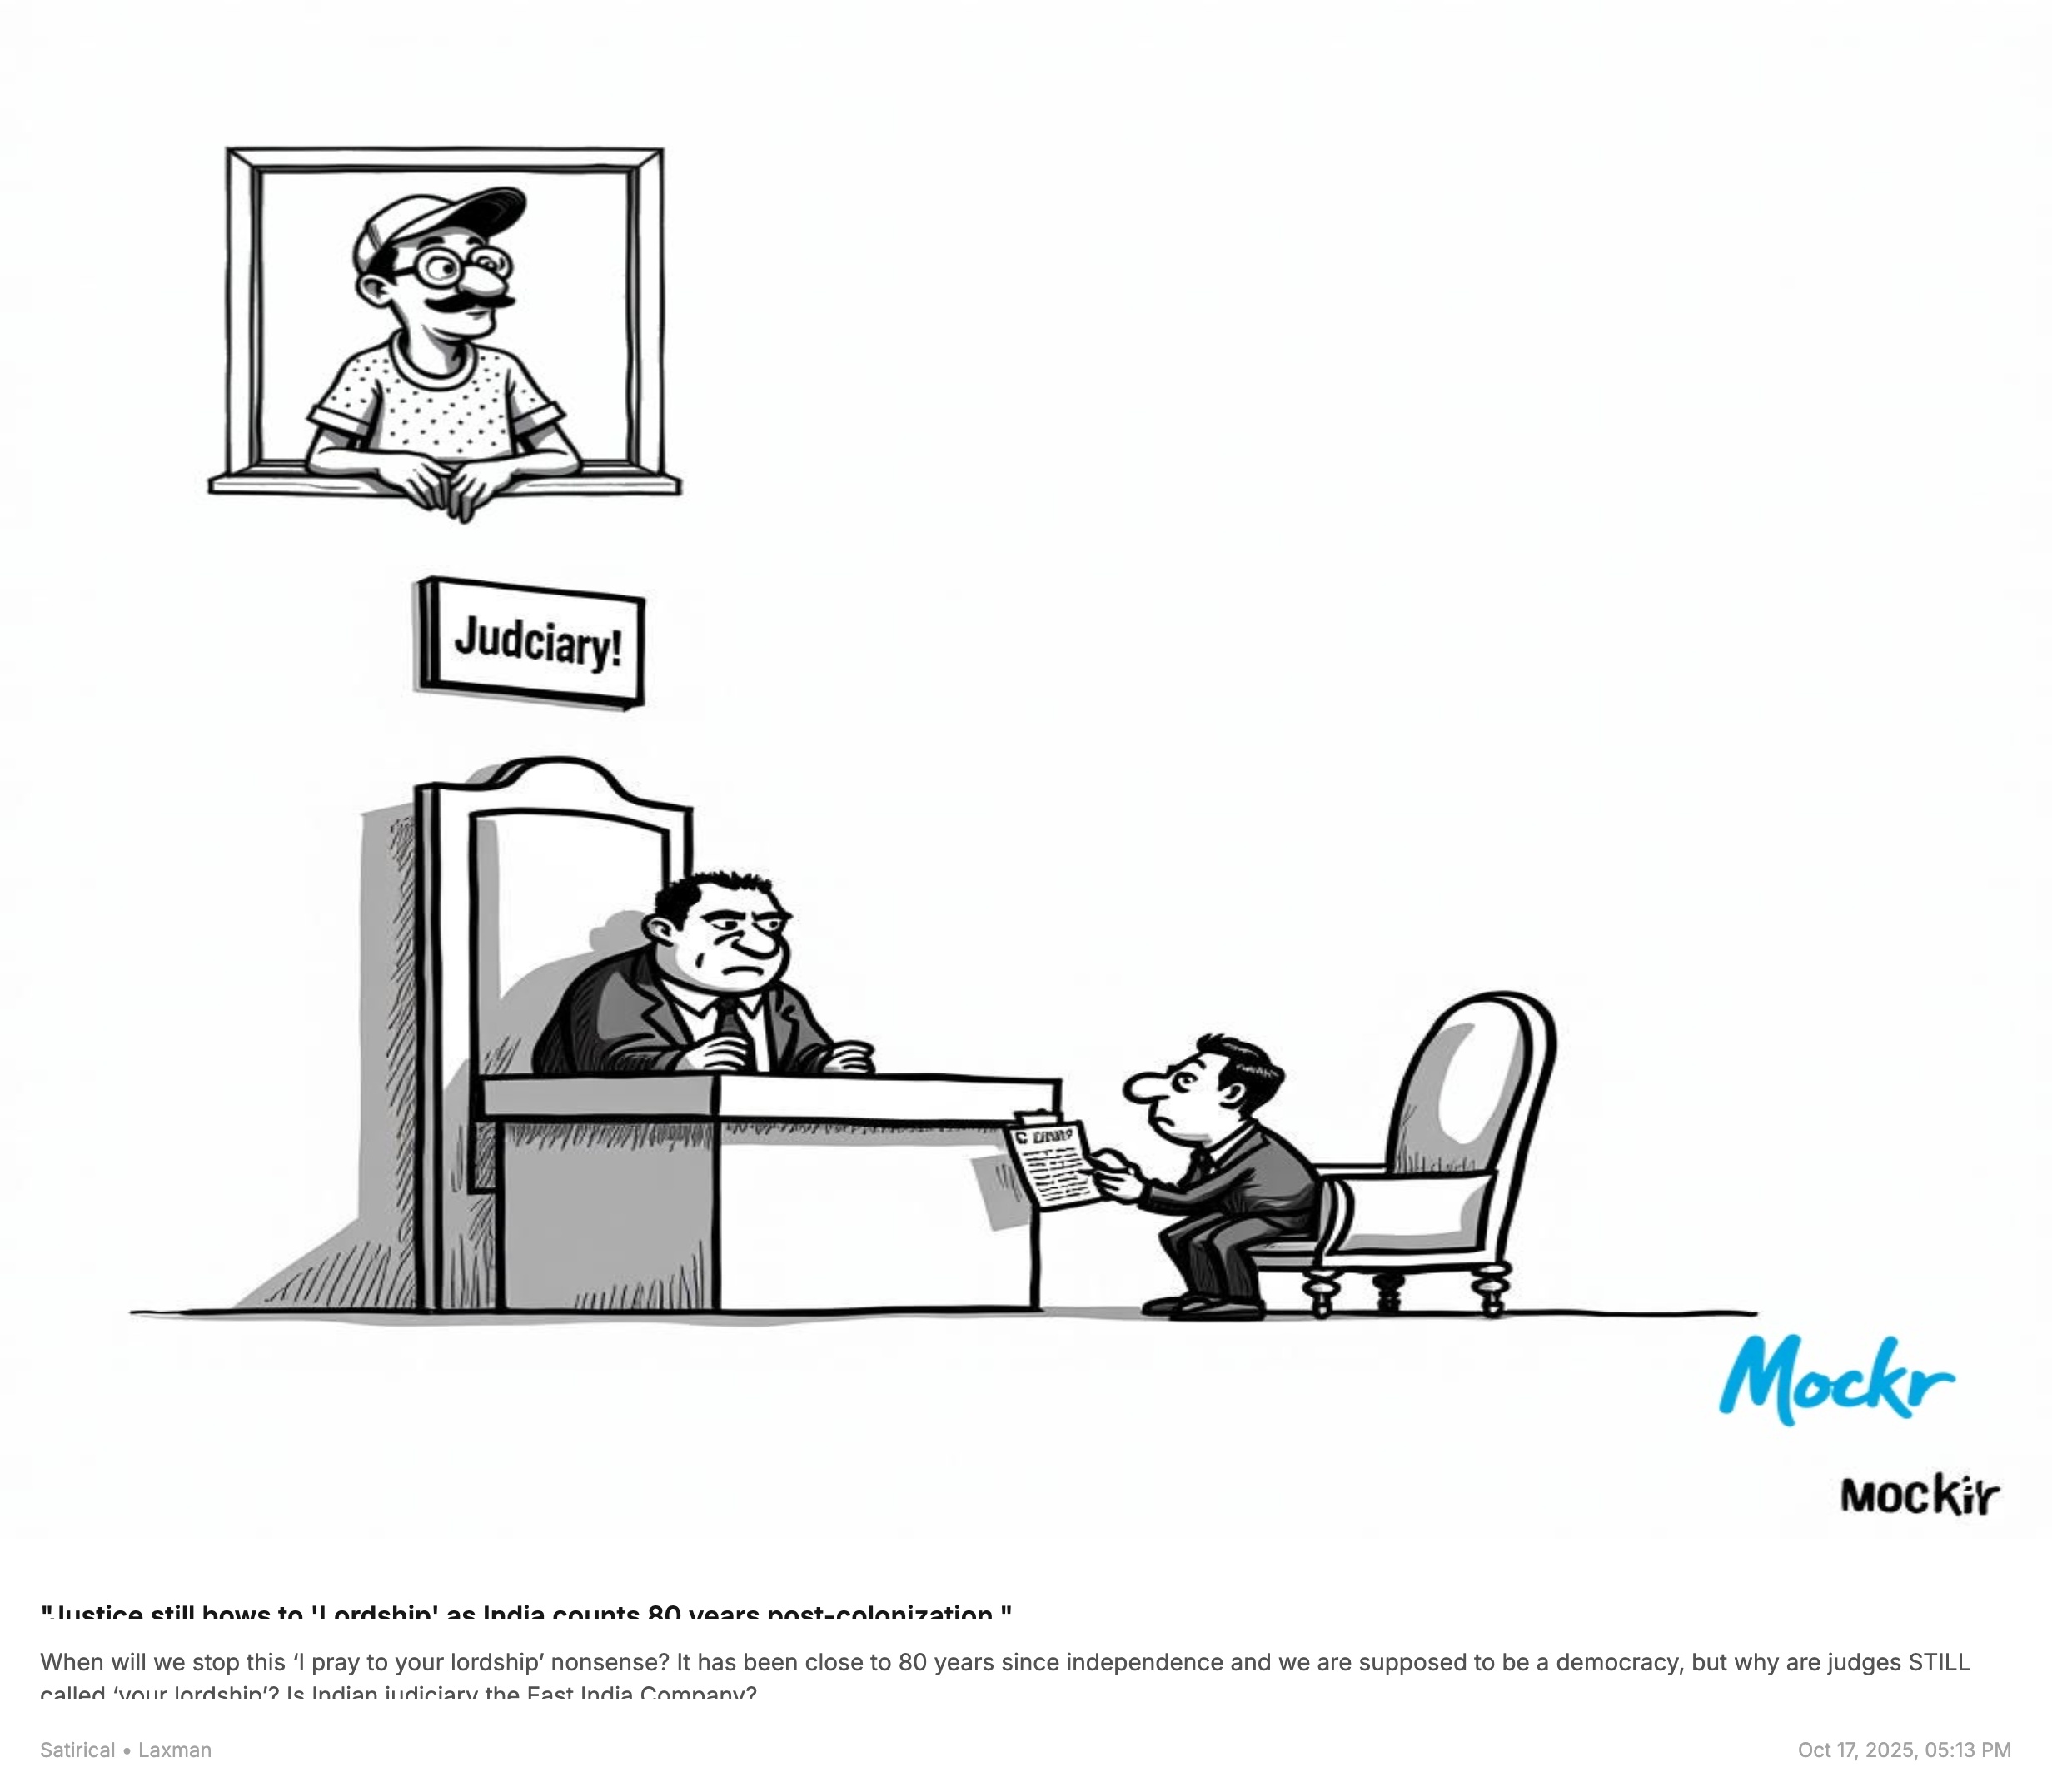 Judciary!
Mockr
MOCKir
"Justice still bows to 'Lordship' as India counts 80 years post-colonization."
When will we stop this ‘I pray to your lordship’ nonsense? It has been close to 80 years since independence and we are supposed to be a democracy, but why are judges STILL
called ‘your lordship’? Is Indian judiciary the East India Company?
Satirical • Laxman
Oct 17, 2025, 05:13 PM